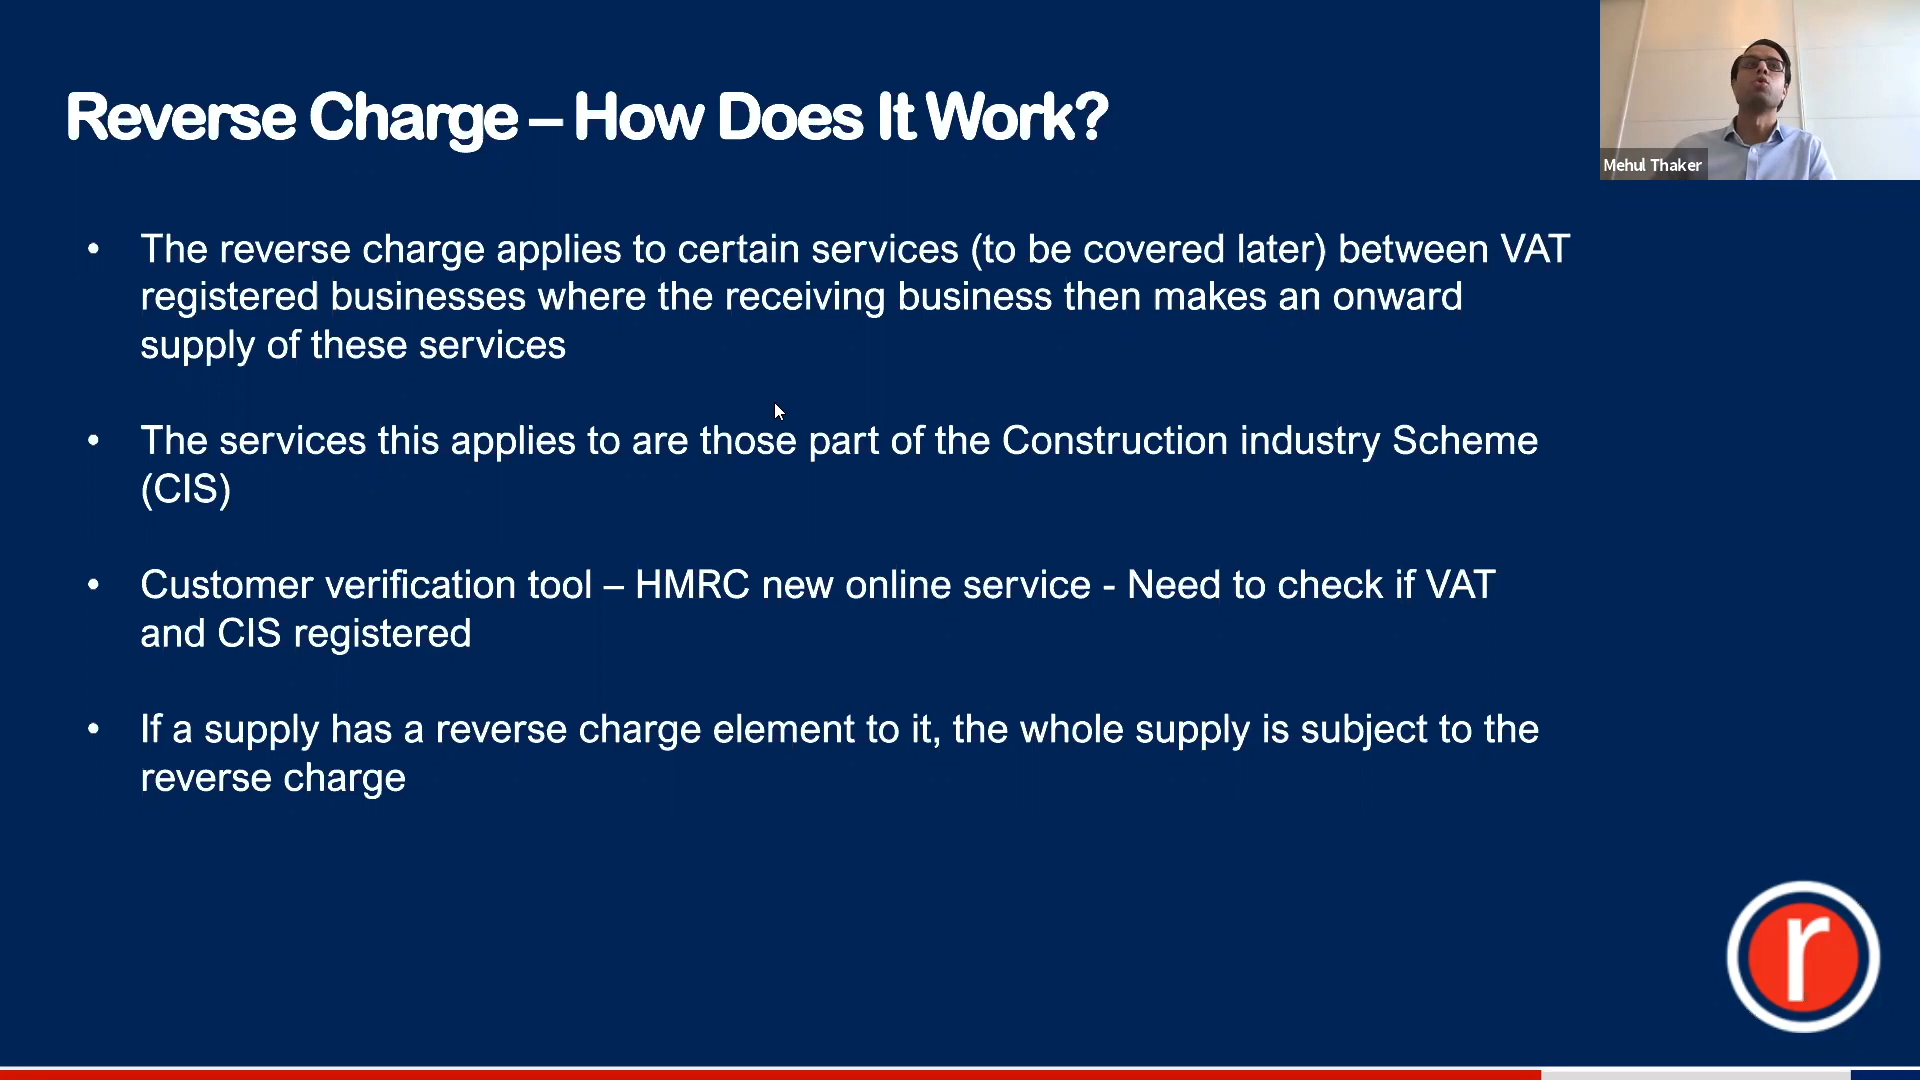 Reverse Charge – How Does It Work?
Mehul Thaker
• The reverse charge applies to certain services (to be covered later) between VAT
registered businesses where the receiving business then makes an onward
supply of these services
• The services this applies to are those part of the Construction industry Scheme
(CIS)
• Customer verification tool – HMRC new online service - Need to check if VAT
and CIS registered
• If a supply has a reverse charge element to it, the whole supply is subject to the
reverse charge
r